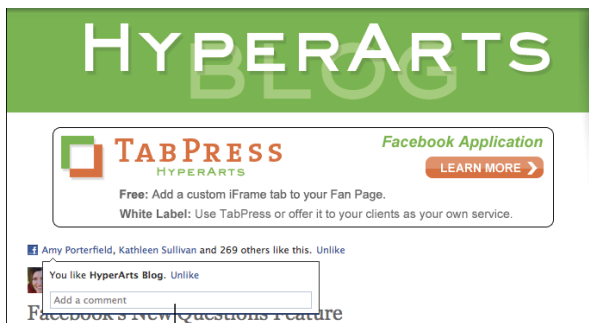 HYPERARTS
BLOG
TABPRESS
HYPERARTS
Facebook Application
LEARN MORE
Free: Add a custom iFrame tab to your Fan Page.
White Label: Use TabPress or offer it to your clients as your own service.
Amy Porterfield, Kathleen Sullivan and 269 others like this. Unlike
You like HyperArts Blog. Unlike
Add a comment
Facebook's New Questions Feature